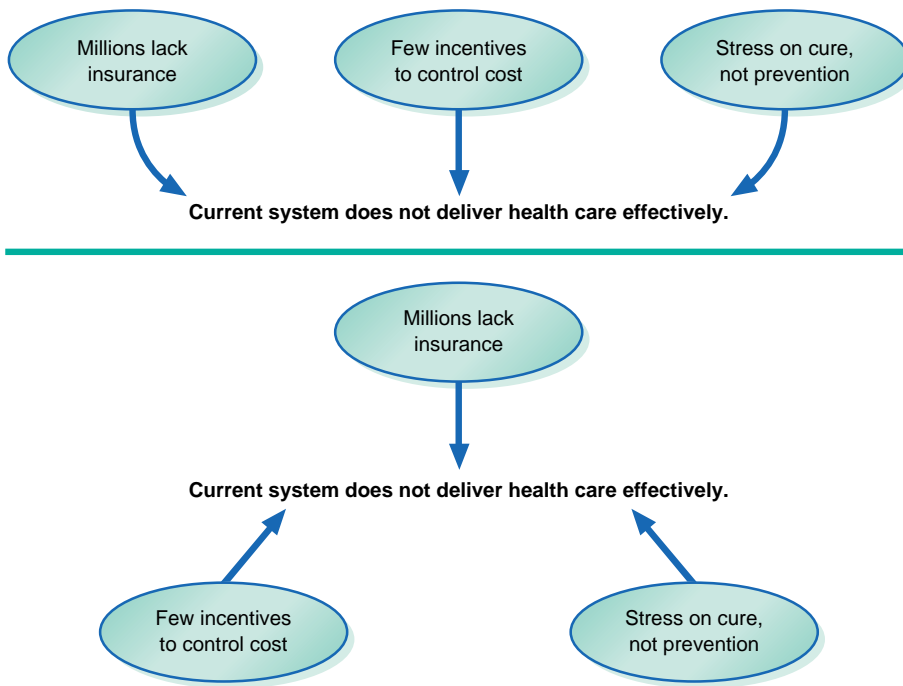 Millions lack
insurance
Few incentives
to control cost
Stress on cure,
not prevention
Current system does not deliver health care effectively.
Millions lack
insurance
Current system does not deliver health care effectively.
Few incentives
to control cost
Stress on cure,
not prevention